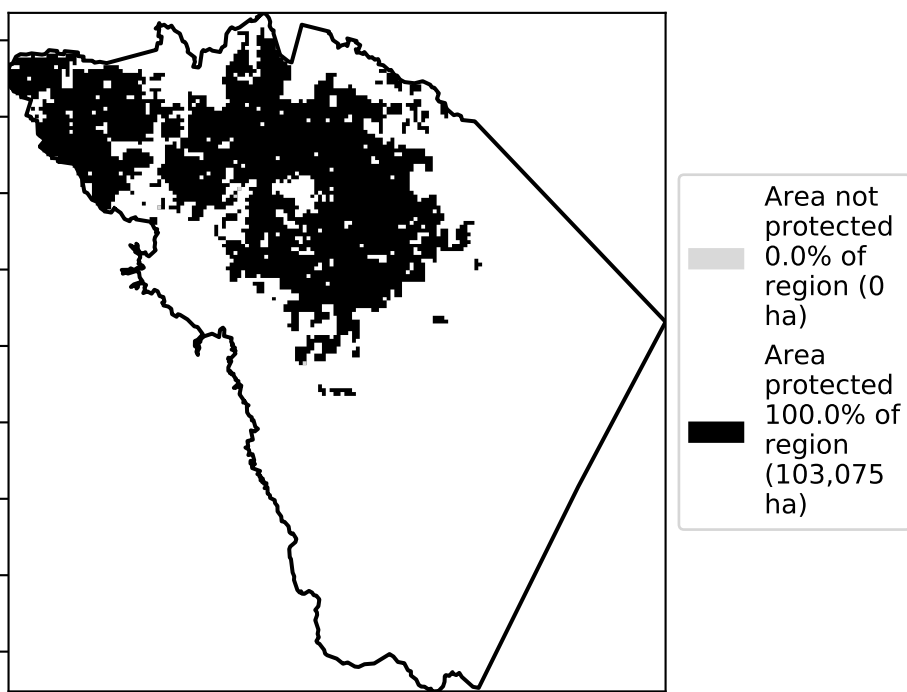 Area not
protected
0.0% of
region (0
ha)
Area
protected
100.0% of
region
(103,075
ha)